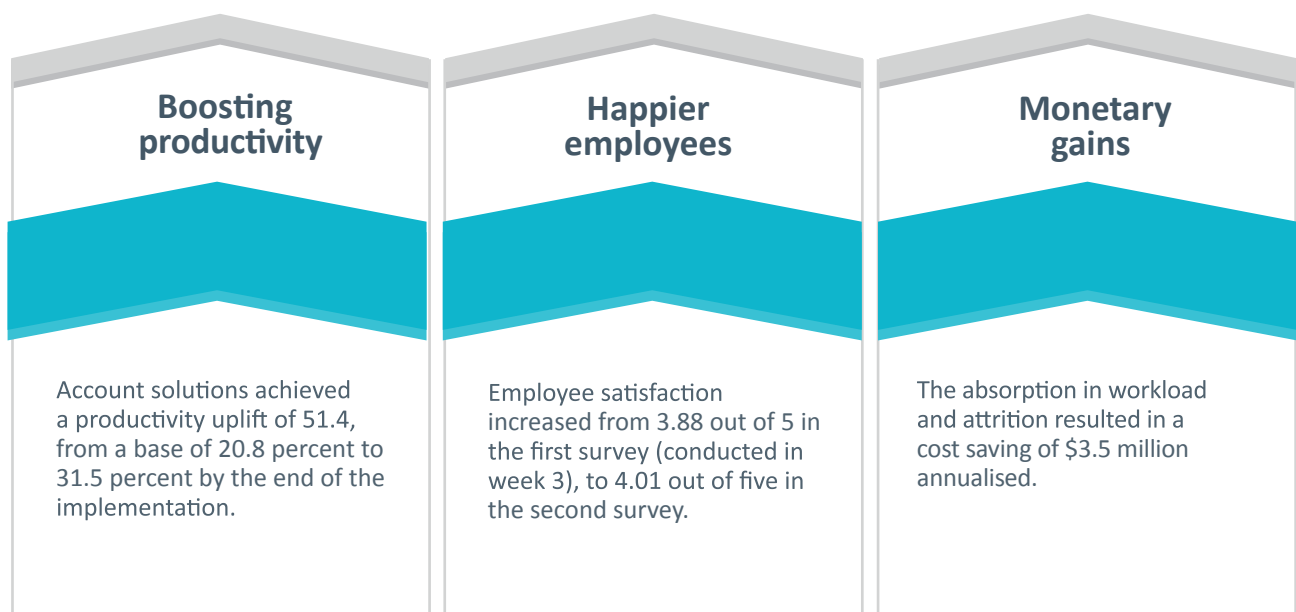 Boosting
productivity
Account solutions achieved
a productivity uplift of 51.4,
from a base of 20.8 percent to
31.5 percent by the end of the
implementation.
Happier
employees
Employee satisfaction
increased from 3.88 out of 5 in
the first survey (conducted in
week 3), to 4.01 out of five in
the second survey.
Monetary
gains
The absorption in workload
and attrition resulted in a
cost saving of $3.5 million
annualised.